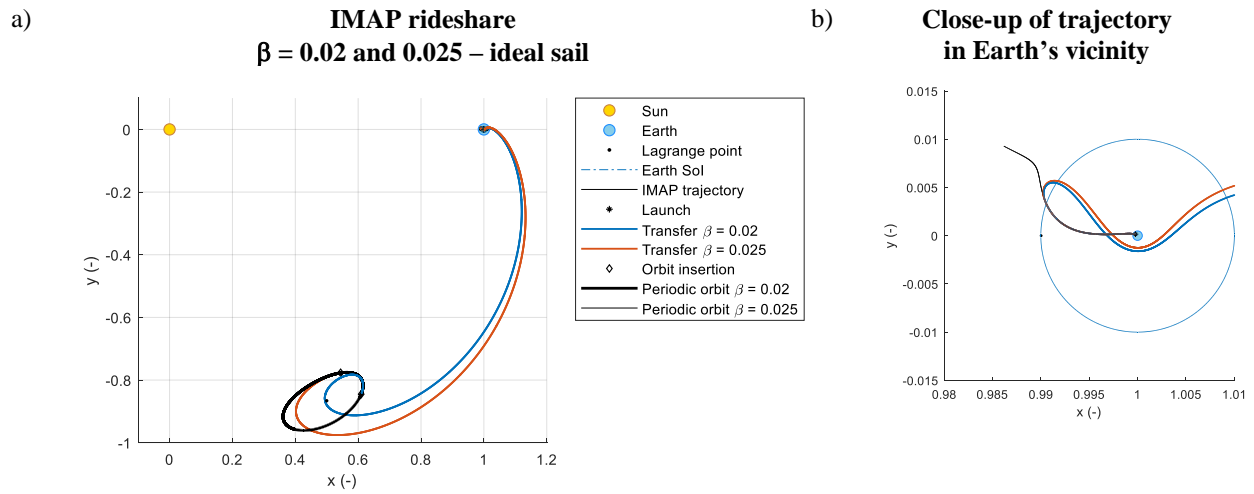 a)
IMAP rideshare
β = 0.02 and 0.025 – ideal sail
0
-0.2
-0.4
-0.6
-0.8
-1
y (-)
0
0.2
0.4
0.6
0.8
1
1.2
x (-)
Sun
Earth
Lagrange point
Earth SoI
IMAP trajectory
Launch
Transfer β = 0.02
Transfer β = 0.025
Orbit insertion
Periodic orbit β = 0.02
Periodic orbit β = 0.025
b)
Close-up of trajectory
in Earth's vicinity
0.015
0.01
0.005
0
-0.005
-0.01
-0.015
y (-)
0.98
0.985
0.99
0.995
1
1.005
1.01
x (-)